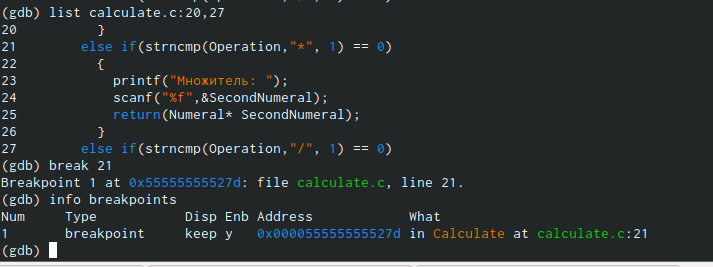 (gdb) list calculate.c:20,27
20          }
21        else if(strncmp(Operation,"*", 1) == 0)
22          {
23            printf("Множитель: ");
24            scanf("%f",&SecondNumeral);
25            return(Numeral* SecondNumeral);
26          }
27        else if(strncmp(Operation,"/", 1) == 0)
(gdb) break 21
Breakpoint 1 at 0x55555555527d: file calculate.c, line 21.
(gdb) info breakpoints
Num     Type           Disp Enb Address            What
1       breakpoint     keep y   0x000055555555527d in Calculate at calculate.c:21
(gdb)